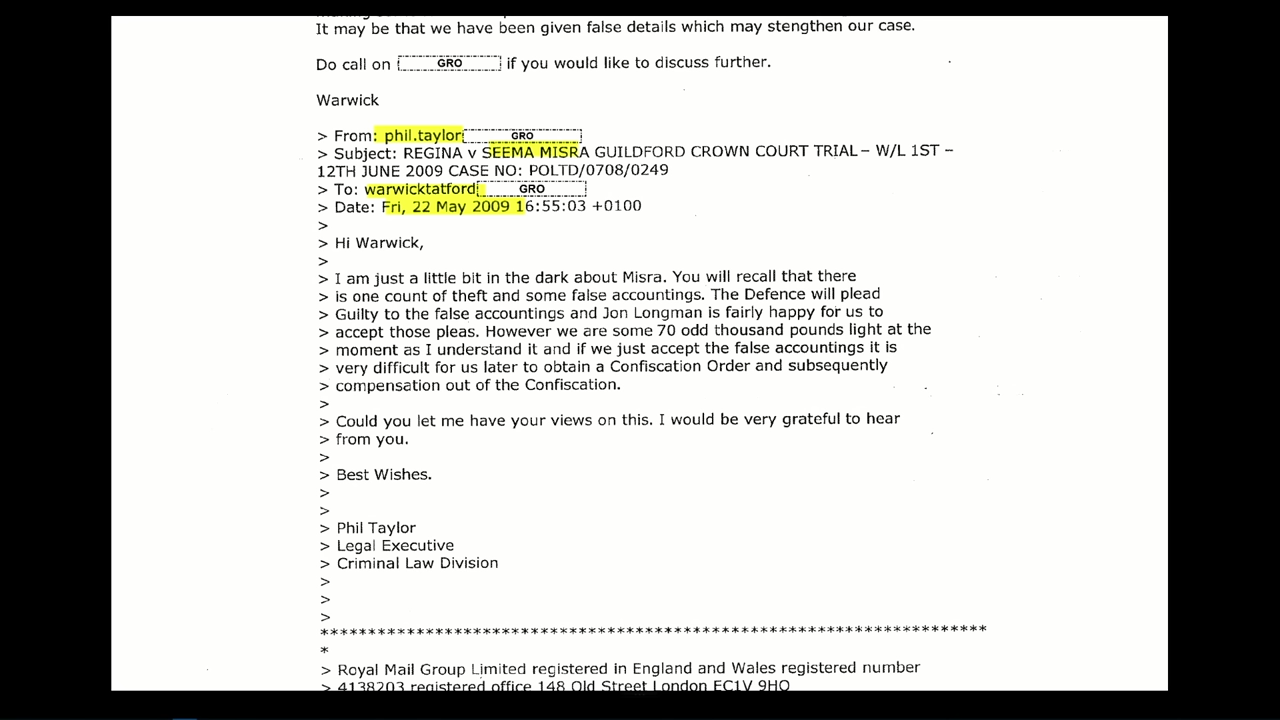 It may be that we have been given false details which may stengthen our case.
Do call on GRO if you would like to discuss further.
Warwick
> From: phil.taylor GRO
> Subject: REGINA v SEEMA MISRA GUILDFORD CROWN COURT TRIAL – W/L 1ST –
12TH JUNE 2009 CASE NO: POLTD/0708/0249
> To: warwicktatford GRO
> Date: Fri, 22 May 2009 16:55:03 +0100
>
> Hi Warwick,
>
> I am just a little bit in the dark about Misra. You will recall that there
> is one count of theft and some false accountings. The Defence will plead
> Guilty to the false accountings and Jon Longman is fairly happy for us to
> accept those pleas. However we are some 70 odd thousand pounds light at the
> moment as I understand it and if we just accept the false accountings it is
> very difficult for us later to obtain a Confiscation Order and subsequently
> compensation out of the Confiscation.
>
> Could you let me have your views on this. I would be very grateful to hear
> from you.
>
> Best Wishes.
>
>
> Phil Taylor
> Legal Executive
> Criminal Law Division
>
>
>
**********************************************************************
*
> Royal Mail Group Limited registered in England and Wales registered number
> 4138203 registered office 148 Old Street London EC1V 9HQ